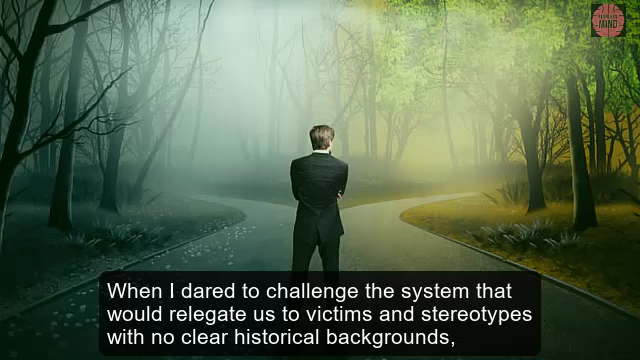 MIND
When I dared to challenge the system that
would relegate us to victims and stereotypes
with no clear historical backgrounds,